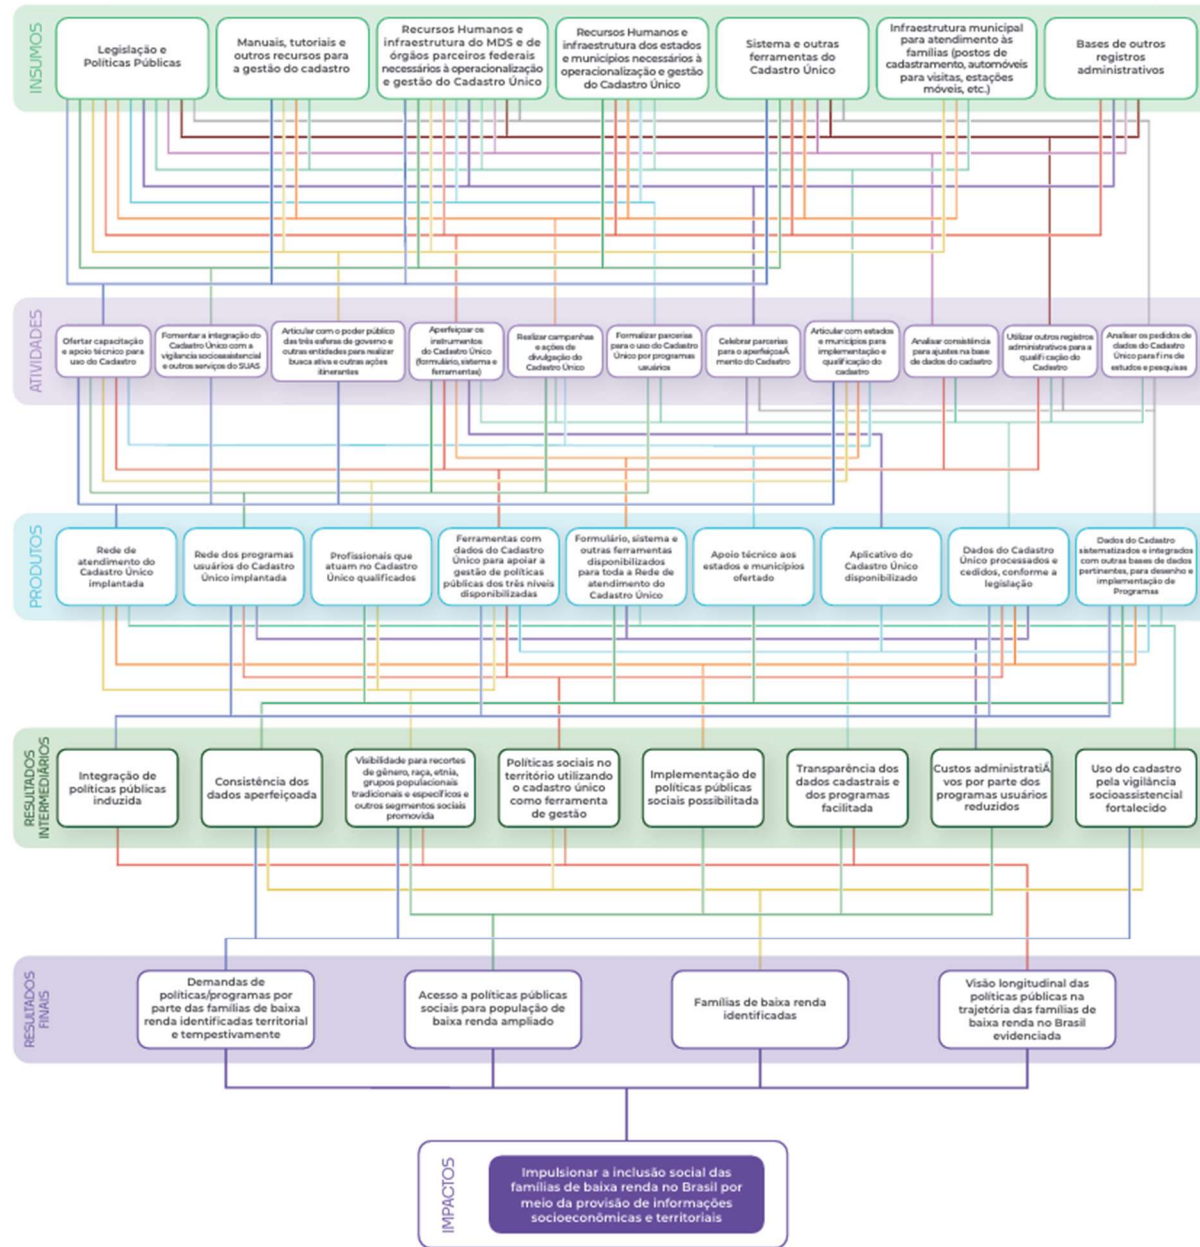 INSUMOS
Legislação e
Políticas Públicas
Manuais, tutoriais e
outros recursos para
a gestão do cadastro
Recursos Humanos e
infraestrutura do MDS e de
órgãos parceiros federais
necessários à operacionalização
e gestão do Cadastro Único
Recursos Humanos e
infraestrutura dos estados
e municípios necessários à
operacionalização e gestão
do Cadastro Único
Sistema e outras
ferramentas do
Cadastro Único
Infraestrutura municipal
para atendimento às
famílias (postos de
cadastramento, automóveis
para visitas, estações
móveis, etc.)
Bases de outros
registros
administrativos
ATIVIDADES
Ofertar capacitação
e apoio técnico para
uso do Cadastro
Fomentar a integração do
Cadastro Único com a
vigilância socioassistencial
e outros serviços do SUAS
Articular com o poder público
das três esferas de governo e
outras entidades para realizar
busca ativa e outras ações
itinerantes
Aperfeiçoar os
instrumentos
do Cadastro Único
(formulário, sistema e
ferramentas)
Realizar campanhas
e ações de
divulgação do
Cadastro Único
Formalizar parcerias
para o uso do Cadastro
Único por programas
usuários
Celebrar parcerias
para o aperfeiçoaÂ
mento do Cadastro
Articular com estados
e municípios para
implementação e
qualificação do
cadastro
Analisar consistência
para ajustes na base
de dados do cadastro
Utilizar outros registros
administrativos para a
qualificação do
Cadastro
Analisar os pedidos de
dados do Cadastro
Único para fins de
estudos e pesquisas
PRODUTOS
Rede de
atendimento do
Cadastro Único
implantada
Rede dos programas
usuários do Cadastro
Único implantada
Profissionais que
atuam no Cadastro
Único qualificados
Ferramentas com
dados do Cadastro
Único para apoiar a
gestão de políticas
públicas dos três níveis
disponibilizadas
Formulário, sistema e
outras ferramentas
disponibilizadas
para toda a Rede de
atendimento do
Cadastro Único
Apoio técnico aos
estados e municípios
ofertado
Aplicativo do
Cadastro Único
disponibilizado
Dados do Cadastro
Único processados e
cedidos, conforme a
legislação
Dados do Cadastro
sistematizados e integrados
com outras bases de dados
pertinentes, para desenho e
implementação de
Programas
RESULTADOS
INTERMEDIÁRIOS
Integração de
políticas públicas
induzida
Consistência dos
dados aperfeiçoada
Visibilidade para recortes
de gênero, raça, etnia,
grupos populacionais
tradicionais e específicos e
outros segmentos sociais
promovida
Políticas sociais no
território utilizando
o cadastro único
como ferramenta
de gestão
Implementação de
políticas públicas
sociais possibilitada
Transparência dos
dados cadastrais e
dos programas
facilitada
Custos administratiÂ
vos por parte dos
programas usuários
reduzidos
Uso do cadastro
pela vigilância
socioassistencial
fortalecido
RESULTADOS
FINAIS
Demandas de
políticas/programas por
parte das famílias de baixa
renda identificadas territorial
e tempestivamente
Acesso a políticas públicas
sociais para população de
baixa renda ampliado
Famílias de baixa renda
identificadas
Visão longitudinal das
políticas públicas na
trajetória das famílias de
baixa renda no Brasil
evidenciada
IMPACTOS
Impulsionar a inclusão social das
famílias de baixa renda no Brasil por
meio da provisão de informações
socioeconômicas e territoriais